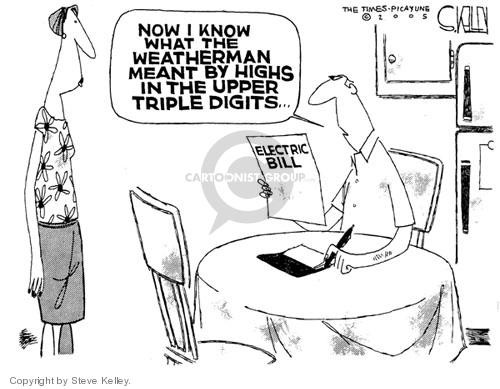 THE TIMES-PICAYUNE
© 2005
S. KELLEY
NOW I KNOW
WHAT THE
WEATHERMAN
MEANT BY HIGHS
IN THE UPPER
TRIPLE DIGITS...
ELECTRIC
BILL
CARTOONIST GROUP
Copyright by Steve Kelley.